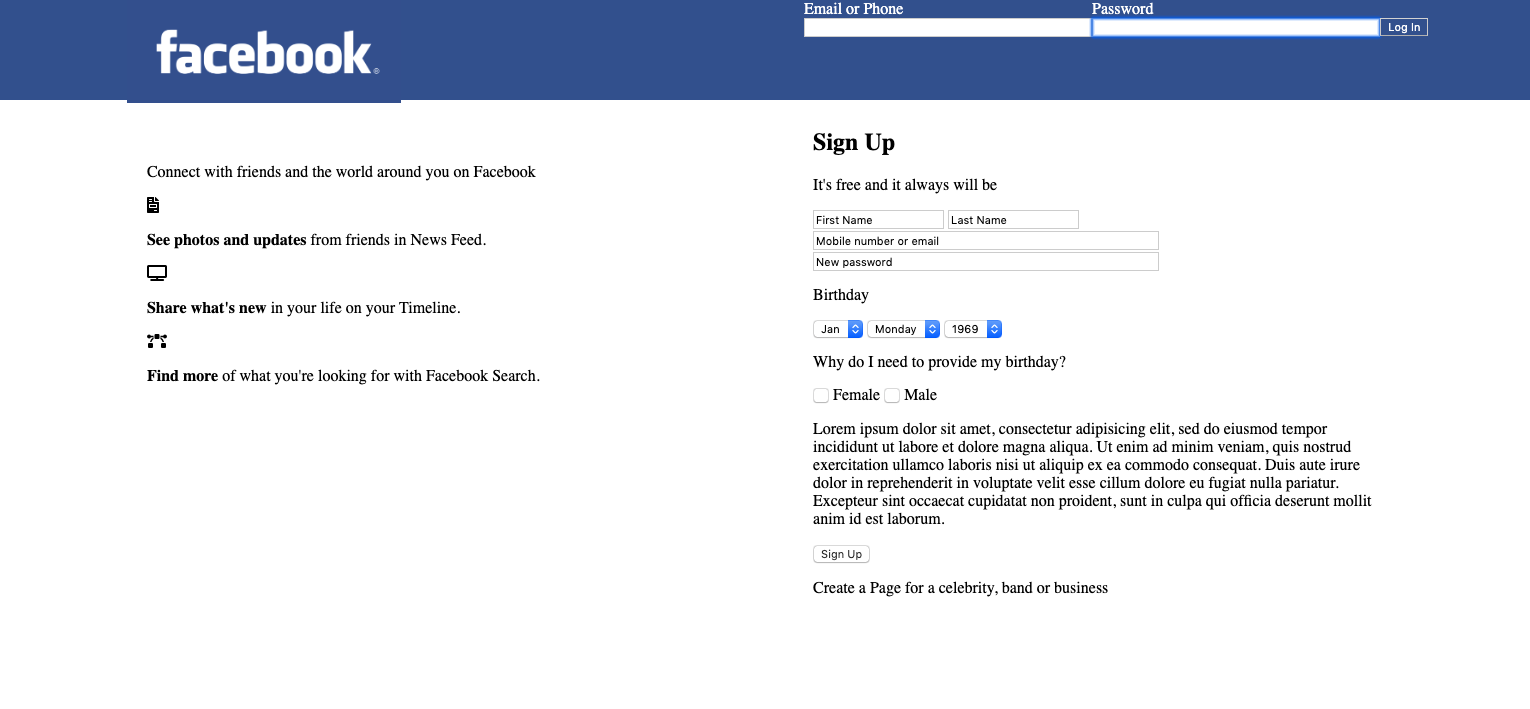 Email or Phone Password
Log In
facebook®
Sign Up
Connect with friends and the world around you on Facebook
It's free and it always will be
See photos and updates from friends in News Feed.
Share what's new in your life on your Timeline.
Find more of what you're looking for with Facebook Search.
First Name Last Name
Mobile number or email
New password
Birthday
Jan Monday 1969
Why do I need to provide my birthday?
Female Male
Lorem ipsum dolor sit amet, consectetur adipisicing elit, sed do eiusmod tempor
incididunt ut labore et dolore magna aliqua. Ut enim ad minim veniam, quis nostrud
exercitation ullamco laboris nisi ut aliquip ex ea commodo consequat. Duis aute irure
dolor in reprehenderit in voluptate velit esse cillum dolore eu fugiat nulla pariatur.
Excepteur sint occaecat cupidatat non proident, sunt in culpa qui officia deserunt mollit
anim id est laborum.
Sign Up
Create a Page for a celebrity, band or business